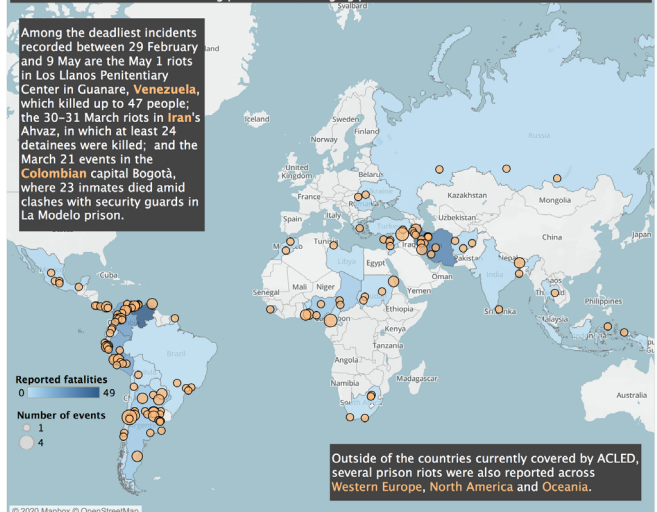 Svalbard
Among the deadliest incidents
recorded between 29 February
and 9 May are the May 1 riots
in Los Llanos Penitentiary
Center in Guanare, Venezuela,
which killed up to 47 people;
the 30-31 March riots in Iran's
Ahvaz, in which at least 24
detainees were killed; and the
March 21 events in the
Colombian capital Bogotà,
where 23 inmates died amid
clashes with security guards in
La Modelo prison.
Iceland
Sweden
Finland
Norway
Russia
United
Kingdom
Belarus
France
Kazakhstan
Mongolia
Spain
Italy
Uzbekistan
China
Japan
Iraq
Libya
Egypt
Nepal
Cuba
Oman
India
Mali
Niger
Senegal
Philippines
Ethiopia
Sri Lanka
Kenya
Tanzania
Brazil
Angola
Namibia
Madagascar
Australia
Reported fatalities
0 49
Number of events
1
4
Outside of the countries currently covered by ACLED,
several prison riots were also reported across
Western Europe, North America and Oceania.
© 2020 Mapbox © OpenStreetMap